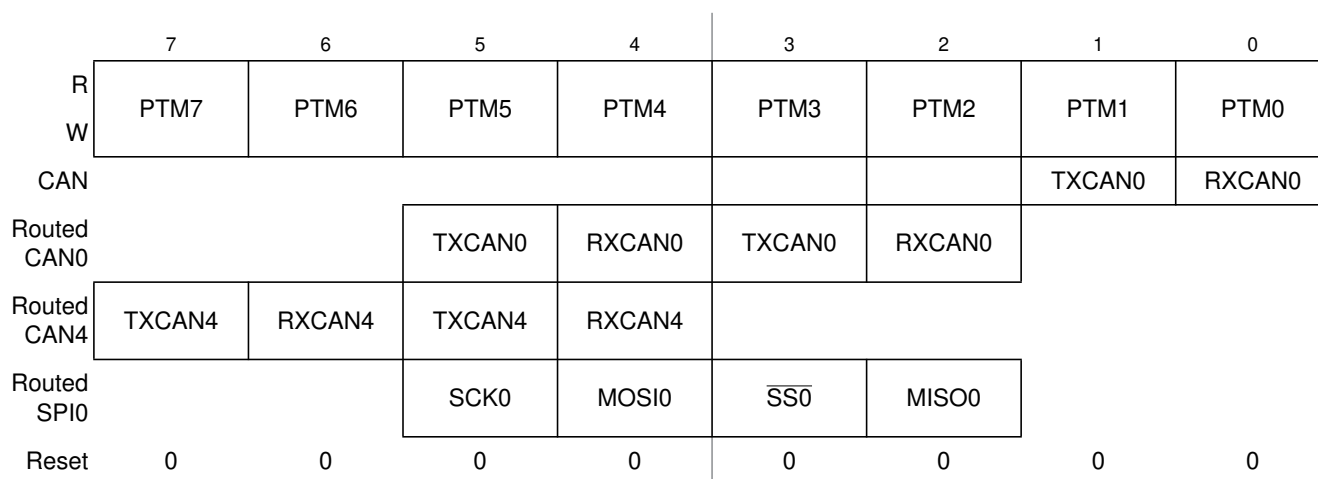 7 6 5 4 3 2 1 0
R
W
PTM7 PTM6 PTM5 PTM4 PTM3 PTM2 PTM1 PTM0
CAN TXCAN0 RXCAN0
Routed
CAN0
TXCAN0 RXCAN0 TXCAN0 RXCAN0
Routed
CAN4
TXCAN4 RXCAN4 TXCAN4 RXCAN4
Routed
SPI0
SCK0 MOSI0 S̅S̅0̅ MISO0
Reset 0 0 0 0 0 0 0 0